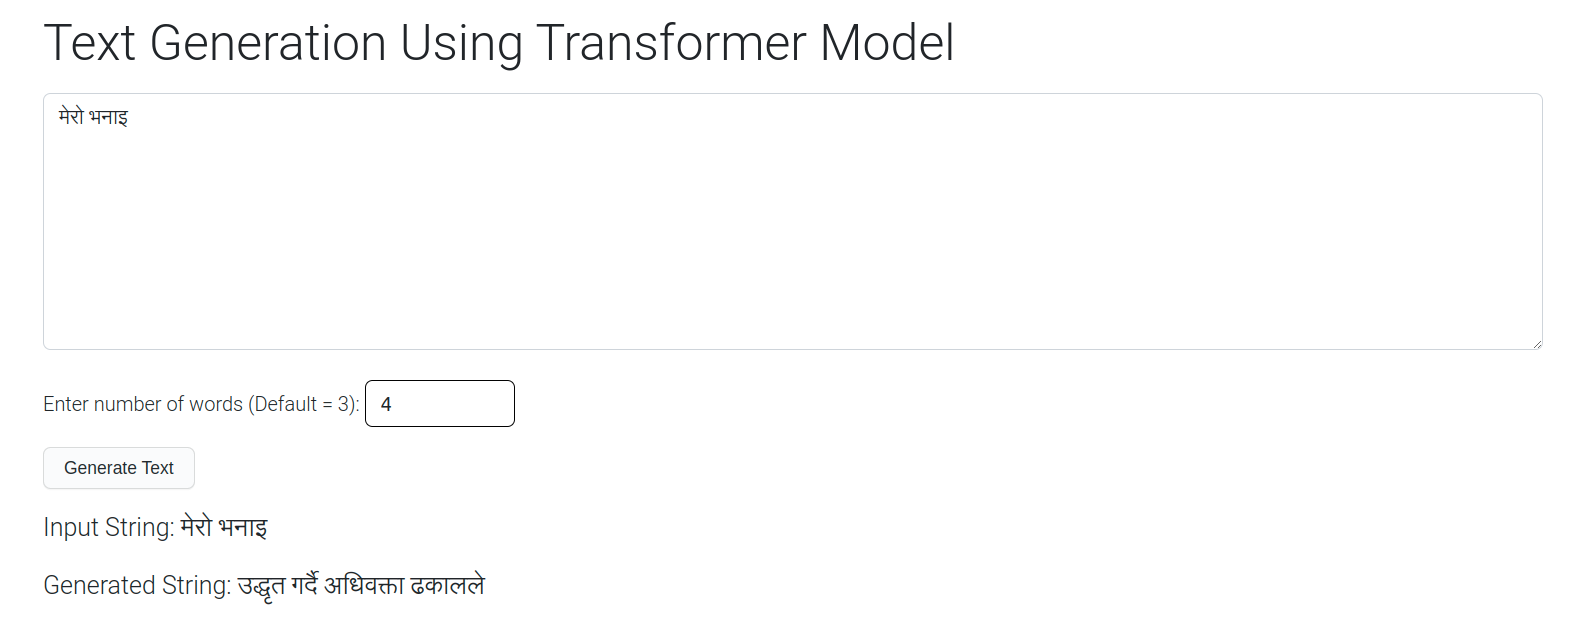 Text Generation Using Transformer Model
मेरो भनाइ
Enter number of words (Default = 3): 4
Generate Text
Input String: मेरो भनाइ
Generated String: उद्धृत गर्दै अधिवक्ता ढकालले